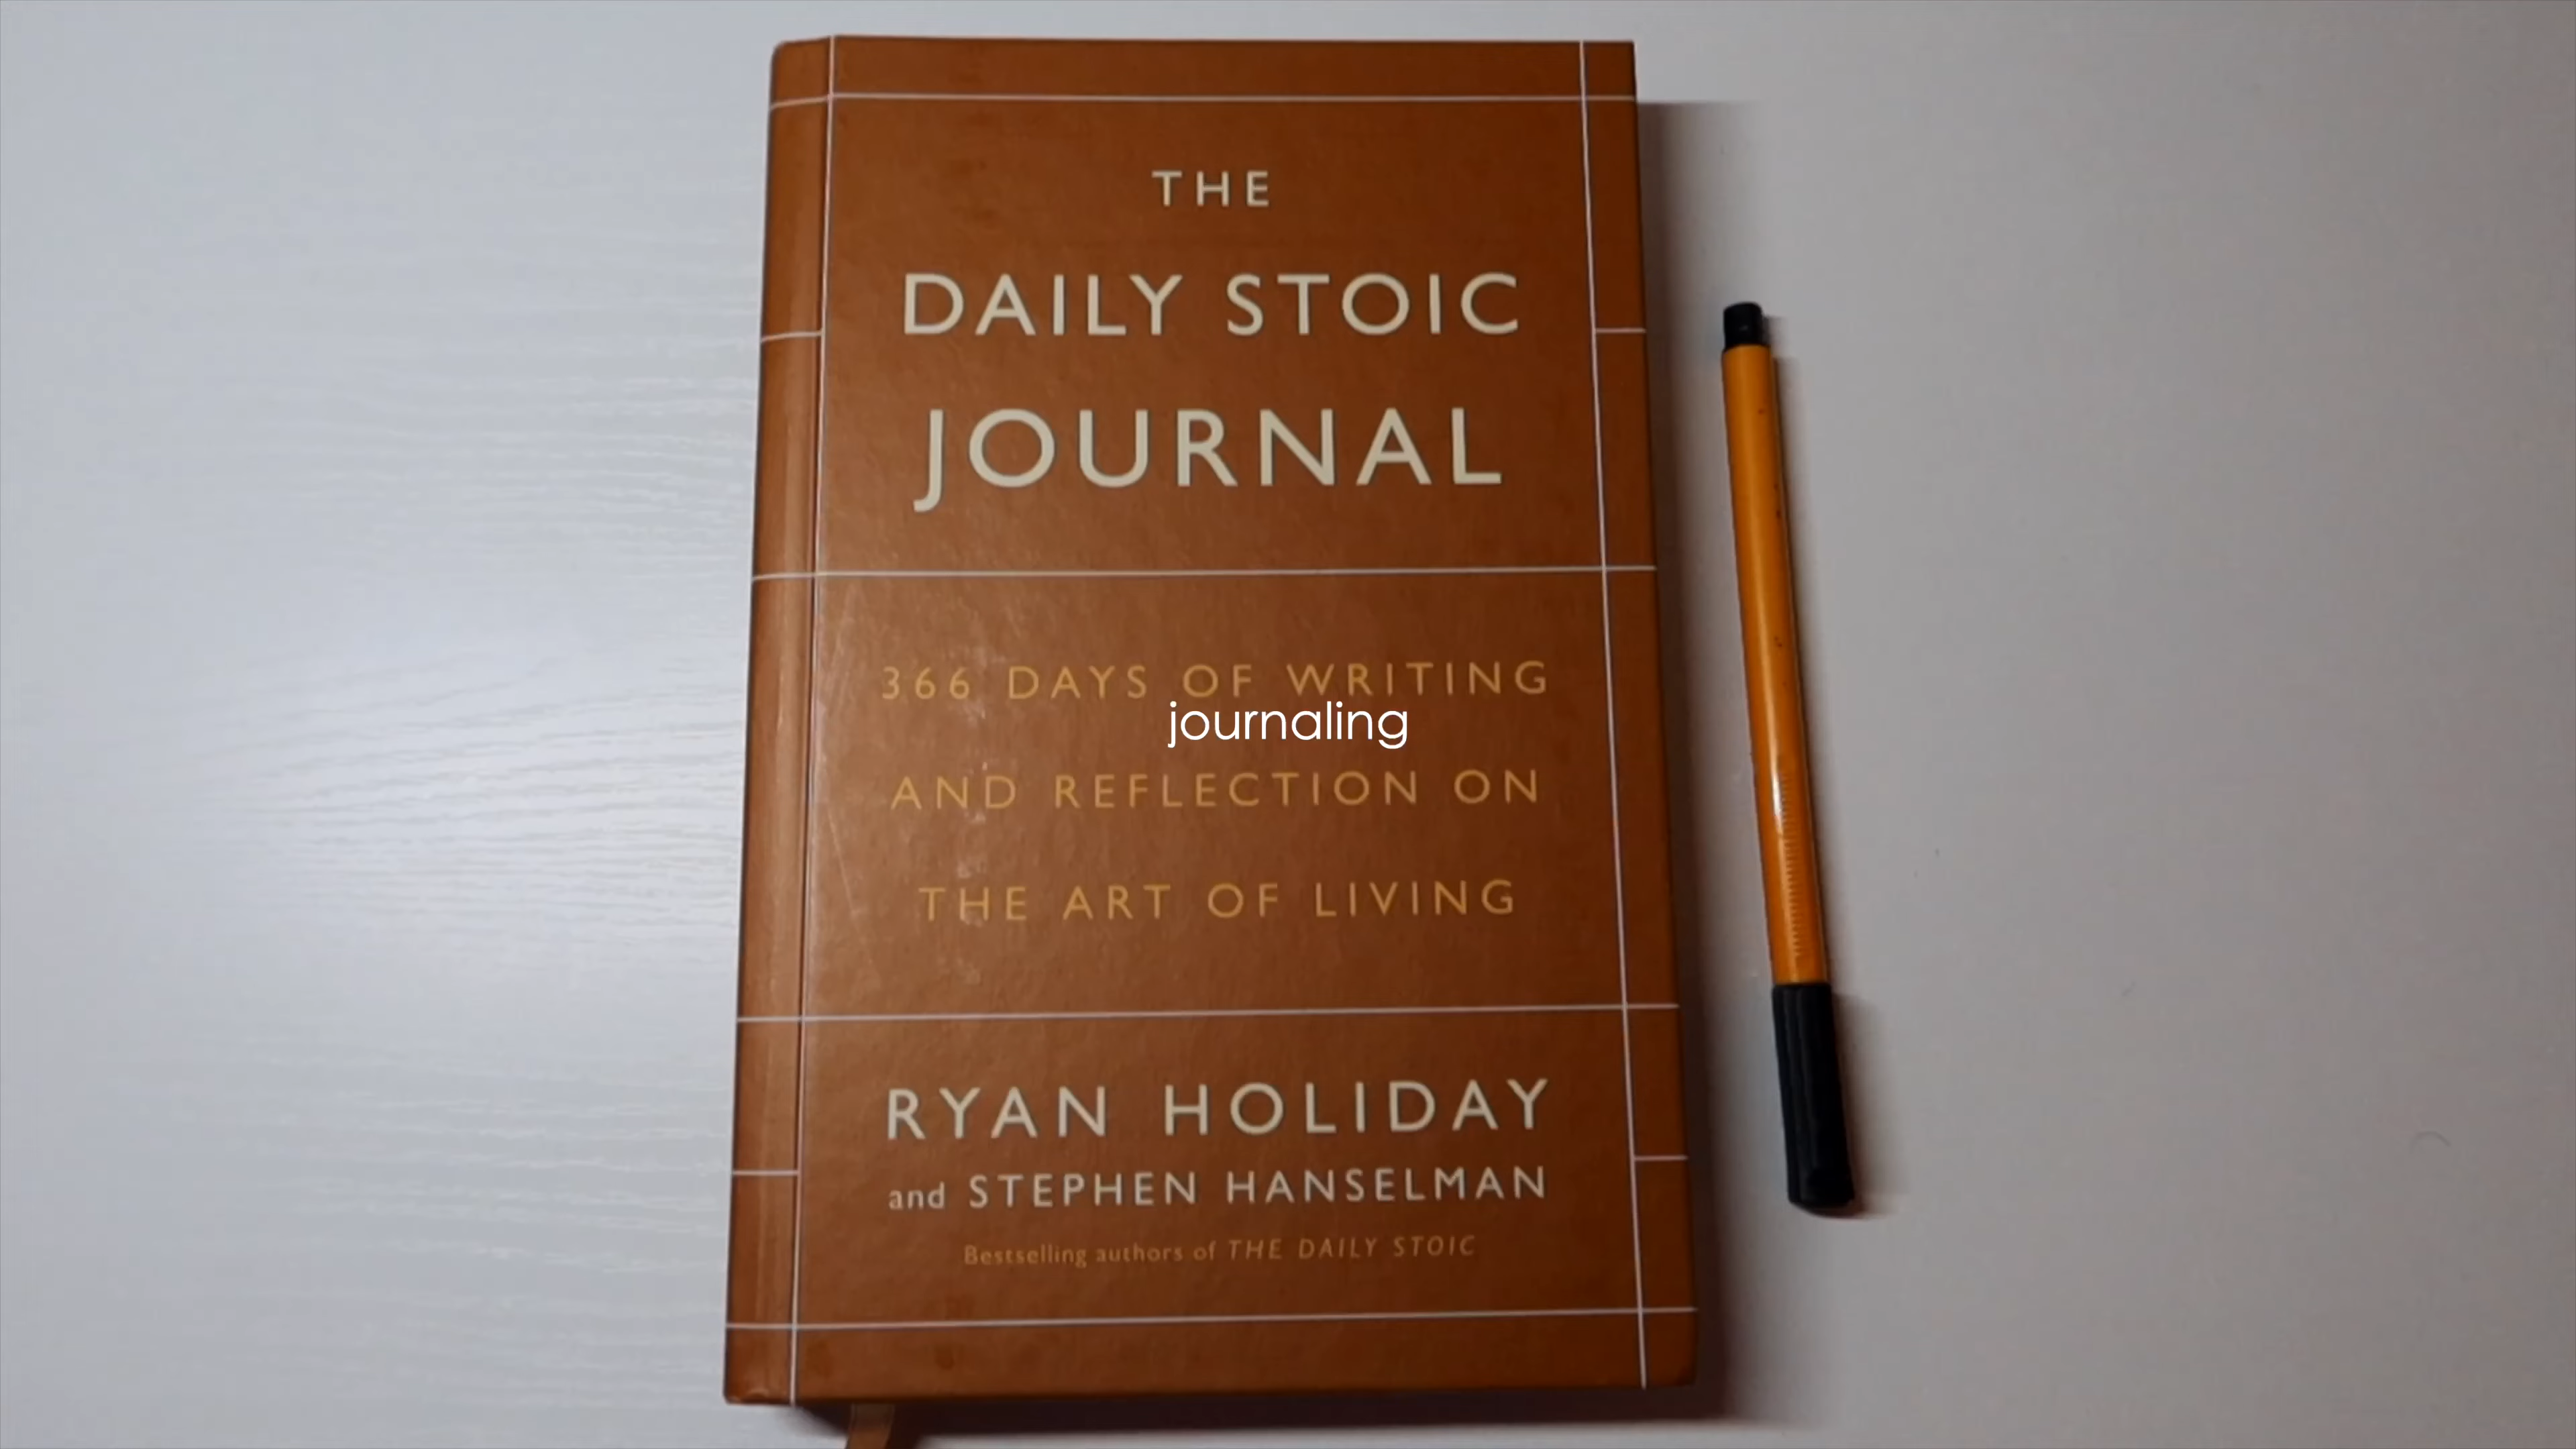 THE
DAILY STOIC
JOURNAL
366 DAYS OF WRITING
journaling
AND REFLECTION ON
THE ART OF LIVING
RYAN HOLIDAY
and STEPHEN HANSELMAN
Bestselling authors of THE DAILY STOIC